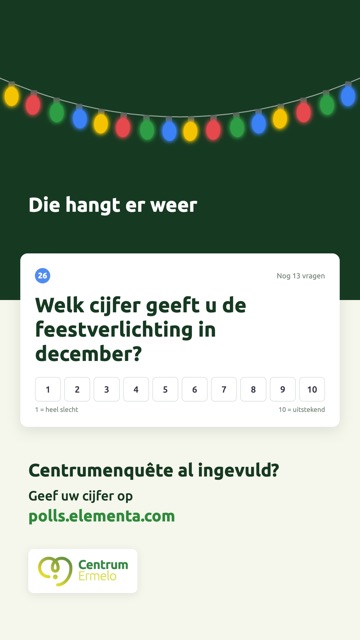 Die hangt er weer
26
Nog 13 vragen
Welk cijfer geeft u de
feestverlichting in
december?
1 2 3 4 5 6 7 8 9 10
1 = heel slecht
10 = uitstekend
Centrumenquête al ingevuld?
Geef uw cijfer op
polls.elementa.com
Centrum
Ermelo